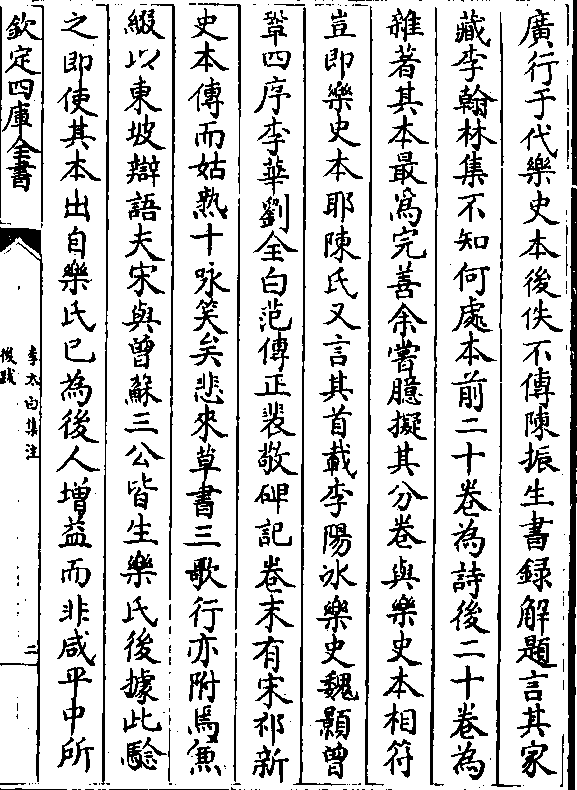 廣行于代樂史本後佚不傳陳振生書録解題言其家
藏李翰林集不知何處本前二十卷為詩後二十卷為
雜著其本最為完善余嘗臆擬其分卷與樂史本相符
豈即樂史本耶陳氏又言其首載李陽冰樂史魏顥曽
鞏四序李華劉全白范傳正裴敬碑記卷末有宋祁新
史本傳而姑熟十咏笑矣悲來草書三歌行亦附焉兼
綴以東坡辯語夫宋與曾蘇三公皆生樂氏後據此驗
之即使其本出自樂氏已為後人增益而非咸平中所
欽定四庫全書
李太白集注
後跋
二